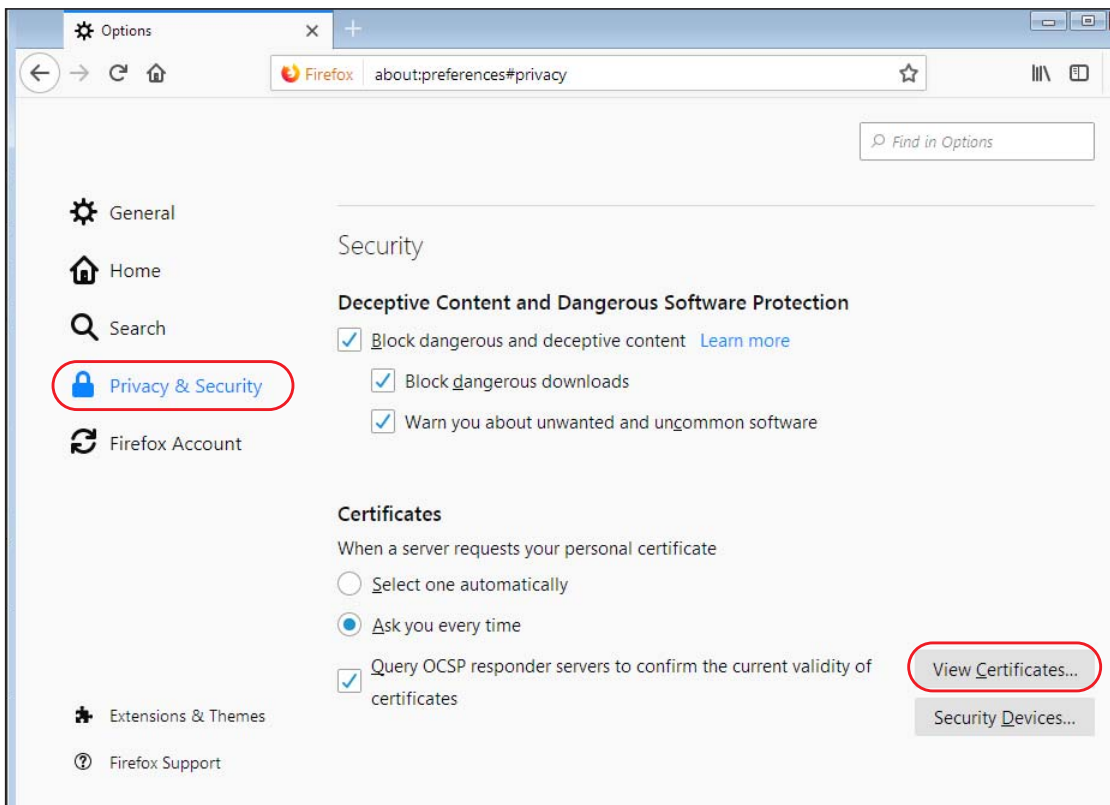 Options
Firefox about:preferences#privacy
Find in Options
General
Home
Search
Privacy & Security
Firefox Account
Extensions & Themes
Firefox Support
Security
Deceptive Content and Dangerous Software Protection
Block dangerous and deceptive content Learn more
Block dangerous downloads
Warn you about unwanted and uncommon software
Certificates
When a server requests your personal certificate
Select one automatically
Ask you every time
Query OCSP responder servers to confirm the current validity of
certificates
View Certificates...
Security Devices...